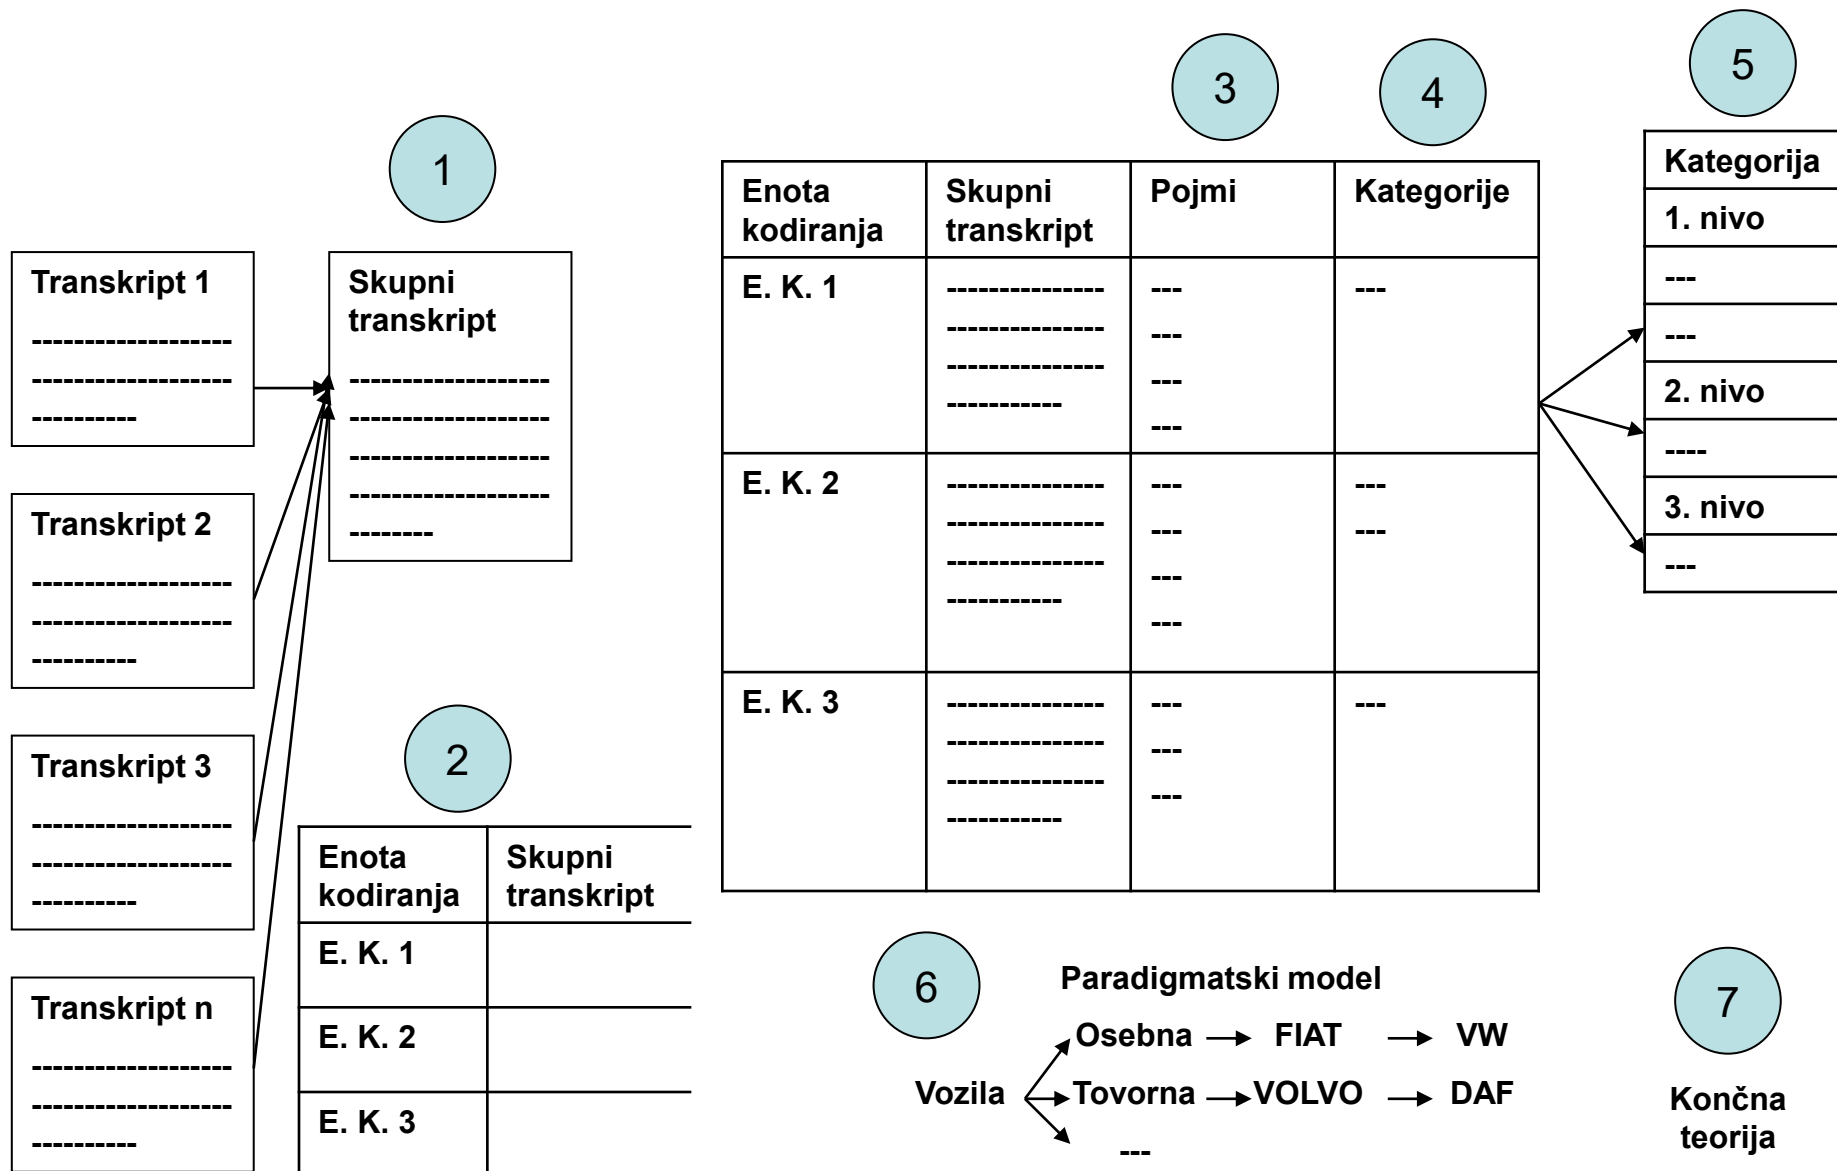 1
Transkript 1
-------------------
-------------------
----------
Transkript 2
-------------------
-------------------
----------
Transkript 3
-------------------
-------------------
----------
Transkript n
-------------------
-------------------
----------
Skupni
transkript
-------------------
-------------------
-------------------
-------------------
--------
2
Enota kodiranja Skupni transkript
E. K. 1
E. K. 2
E. K. 3
3
4
Enota kodiranja Skupni transkript Pojmi Kategorije
E. K. 1 --------------- --- ---
--------------- ---
--------------- ---
----------- ---
E. K. 2 --------------- --- ---
--------------- --- ---
--------------- ---
----------- ---
E. K. 3 --------------- --- ---
--------------- ---
--------------- ---
-----------
5
Kategorija
1. nivo
---
---
2. nivo
----
3. nivo
---
6
Paradigmatski model
Osebna FIAT VW
Vozila Tovorna VOLVO DAF
---
7
Končna
teorija